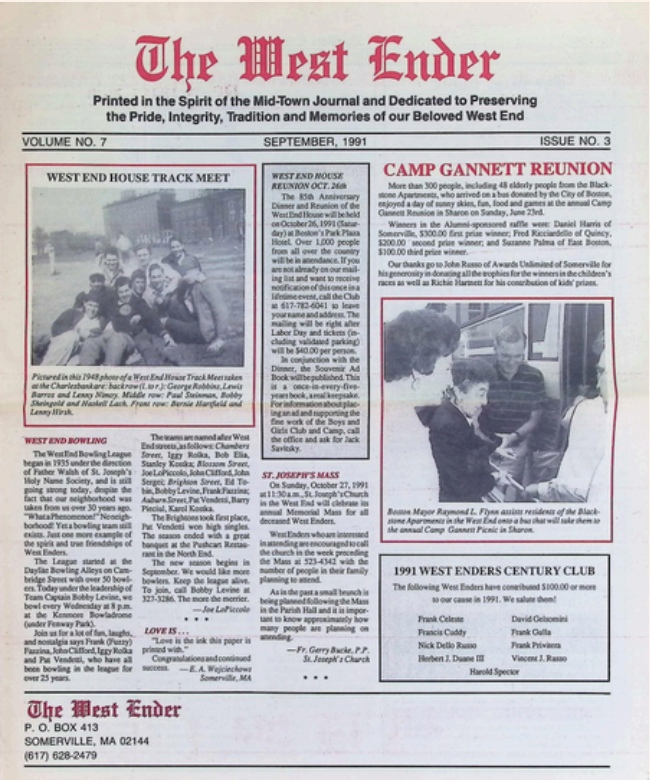 The West Ender
Printed in the Spirit of the Mid-Town Journal and Dedicated to Preserving
the Pride, Integrity, Tradition and Memories of our Beloved West End
VOLUME NO. 7
SEPTEMBER, 1991
ISSUE NO. 3
WEST END HOUSE TRACK MEET
Pictured in this 1948 photo of a West End House Track Meet taken
at the Charlesbank are: back row (l. to r.): George Robbins, Lewis
Barros and Lenny Nimoy. Middle row: Paul Steinman, Bobby
Sheingold and Haskell Lach. Front row: Bernie Hartfield and
Lenny Hirsh.
WEST END BOWLING
The West End Bowling League
began in 1935 under the direction
of Father Walsh of St. Joseph's
Holy Name Society, and is still
going strong today, despite the
fact that our neighborhood was
taken from us over 30 years ago.
"What a Phenomenon!" No neigh-
borhood! Yet a bowling team still
exists. Just one more example of
the spirit and true friendships of
West Enders.
The League started at the
Daylite Bowling Alleys on Cam-
bridge Street with over 50 bowl-
ers. Today under the leadership of
Team Captain Bobby Levine, we
bowl every Wednesday at 8 p.m.
at the Kenmore Bowladrome
(under Fenway Park).
Join us for a lot of fun, laughs,
and nostalgia says Frank (Fuzzy)
Fazzina, John Clifford, Iggy Rolka
and Pat Vendetti, who have all
been bowling in the league for
over 25 years.
The teams are named after West
End streets, as follows: Chambers
Street, Iggy Rolka, Bob Elia,
Stanley Kostka; Blossom Street,
Joe LoPiccolo, John Clifford, John
Sergei; Brighton Street, Ed To-
bin, Bobby Levine, Frank Fazzina;
Auburn Street, Pat Vendetti, Barry
Pieciul, Karol Kostka.
The Brightons took first place,
Pat Vendetti won high singles.
The season ended with a great
banquet at the Pushcart Restau-
rant in the North End.
The new season begins in
September. We would like more
bowlers. Keep the league alive.
To join, call Bobby Levine at
327-3286. The more the merrier.
—Joe LoPiccolo
* * *
LOVE IS . . .
"Love is the ink this paper is
printed with."
Congratulations and continued
success.
—E. A. Wojciechows
Somerville, MA
WEST END HOUSE
REUNION OCT. 26th
The 85th Anniversary
Dinner and Reunion of the
West End House will be held
on October 26, 1991 (Satur-
day) at Boston's Park Plaza
Hotel. Over 1,000 people
from all over the country
will be in attendance. If you
are not already on our mail-
ing list and want to receive
notification of this once in a
lifetime event, call the Club
at 617-782-6041 to leave
your name and address. The
mailing will be right after
Labor Day and tickets (in-
cluding validated parking)
will be $40.00 per person.
In conjunction with the
Dinner, the Souvenir Ad
Book will be published. This
is a once-in-every-five-
years book, a real keepsake.
For information about plac-
ing an ad and supporting the
fine work of the Boys and
Girls Club and Camp, call
the office and ask for Jack
Savitsky.
ST. JOSEPH'S MASS
On Sunday, October 27, 1991
at 11:30 a.m., St. Joseph's Church
in the West End will celebrate its
annual Memorial Mass for all
deceased West Enders.
West Enders who are interested
in attending are encouraged to call
the church in the week preceding
the Mass at 523-4342 with the
number of people in their family
planning to attend.
As in the past a small brunch is
being planned following the Mass
in the Parish Hall and it is impor-
tant to know approximately how
many people are planning on
attending.
—Fr. Garry Bucke, P.P.
St. Joseph's Church
* * *
CAMP GANNETT REUNION
More than 300 people, including 48 elderly people from the Black-
stone Apartments, who arrived on a bus donated by the City of Boston,
enjoyed a day of sunny skies, fun, food and games at the annual Camp
Gannett Reunion in Sharon on Sunday, June 23rd.
Winners in the Alumni-sponsored raffle were: Daniel Harris of
Somerville, $300.00 first prize winner; Fred Ricciardello of Quincy,
$200.00 second prize winner; and Suzanne Palma of East Boston,
$100.00 third prize winner.
Our thanks go to John Russo of Awards Unlimited of Somerville for
his generosity in donating all the trophies for the winners in the children's
races as well as Richie Hartnett for his contribution of kids' prizes.
Boston Mayor Raymond L. Flynn assists residents of the Black-
stone Apartments in the West End onto a bus that will take them to
the annual Camp Gannett Picnic in Sharon.
1991 WEST ENDERS CENTURY CLUB
The following West Enders have contributed $100.00 or more
to our cause in 1991. We salute them!
Frank Celeste
David Gelsomini
Francis Cuddy
Frank Gulla
Nick Dello Russo
Frank Privitera
Herbert J. Duane III
Vincent J. Russo
Harold Spector
The West Ender
P. O. BOX 413
SOMERVILLE, MA 02144
(617) 628-2479